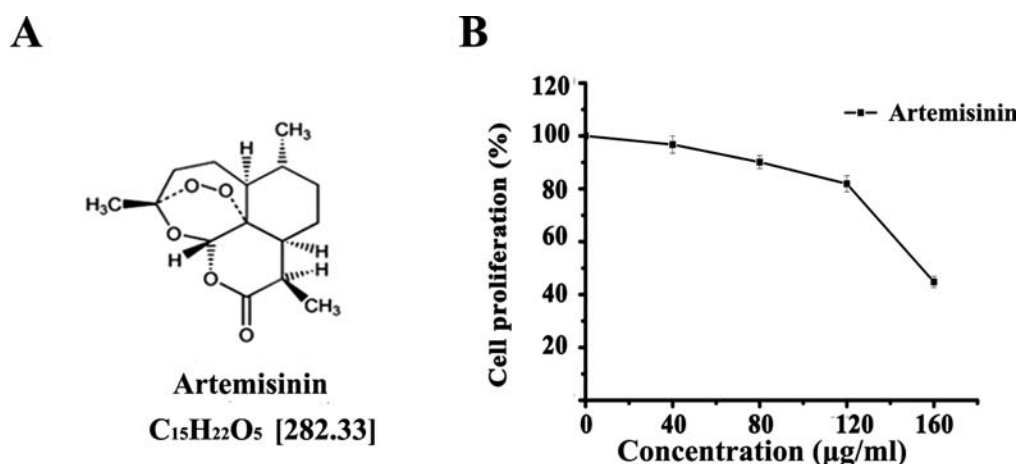 A
CH₃
H
O
O
H₃C
O
H
H
H
O
CH₃
O
Artemisinin
C₁₅H₂₂O₅ [282.33]
B
120
100
80
60
40
20
Cell proliferation (%)
Artemisinin
0 40 80 120 160
Concentration (μg/ml)